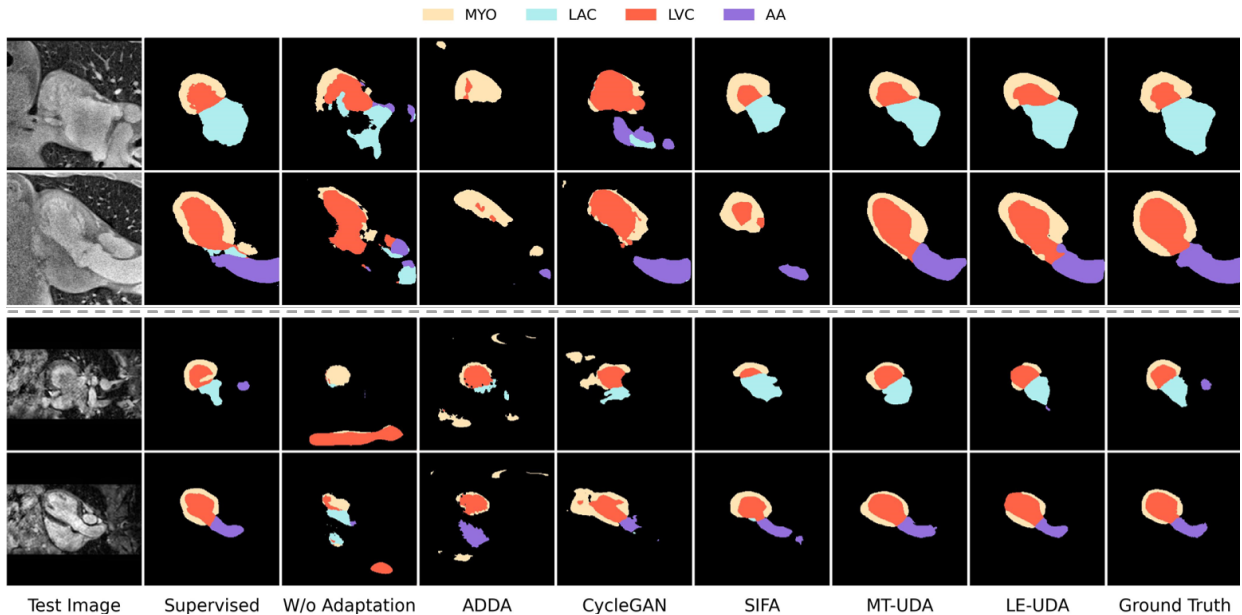 MYO LAC LVC AA
Test Image Supervised W/o Adaptation ADDA CycleGAN SIFA MT-UDA LE-UDA Ground Truth